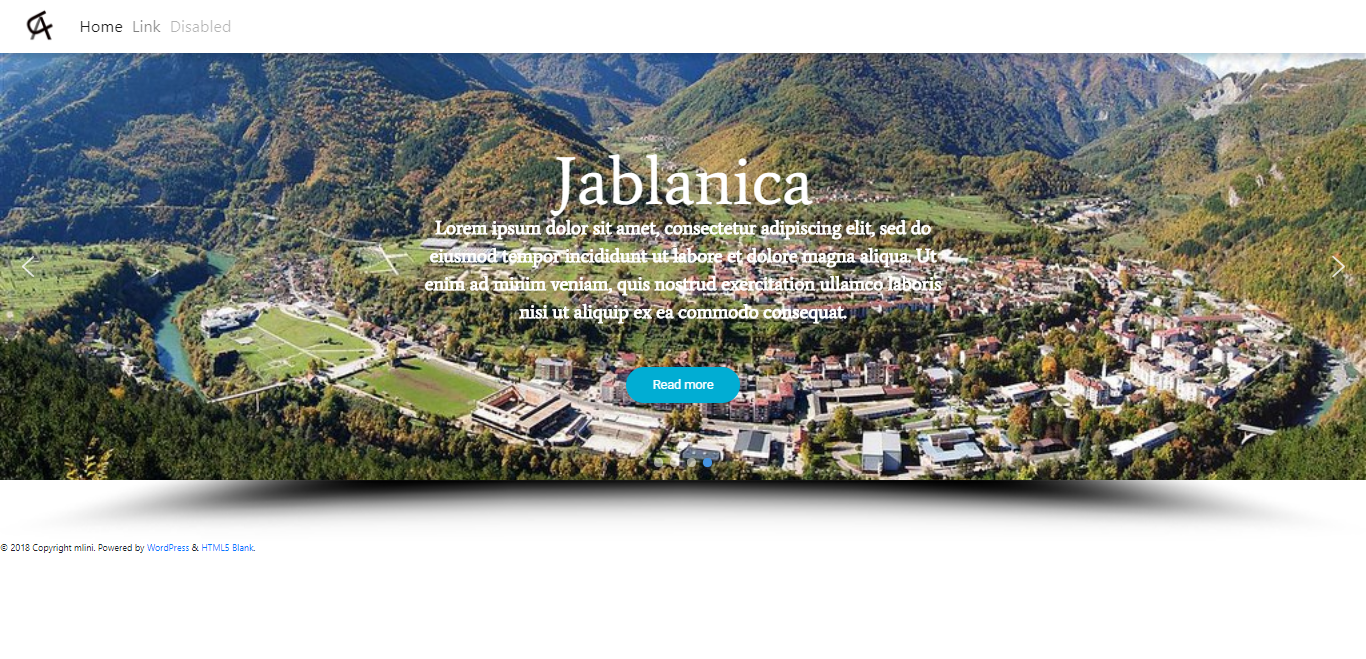 Home Link Disabled
Jablanica
Lorem ipsum dolor sit amet, consectetur adipiscing elit, sed do
eiusmod tempor incididunt ut labore et dolore magna aliqua. Ut
enim ad minim veniam, quis nostrud exercitation ullamco laboris
nisi ut aliquip ex ea commodo consequat.
Read more
© 2018 Copyright mlini. Powered by WordPress & HTML5 Blank.